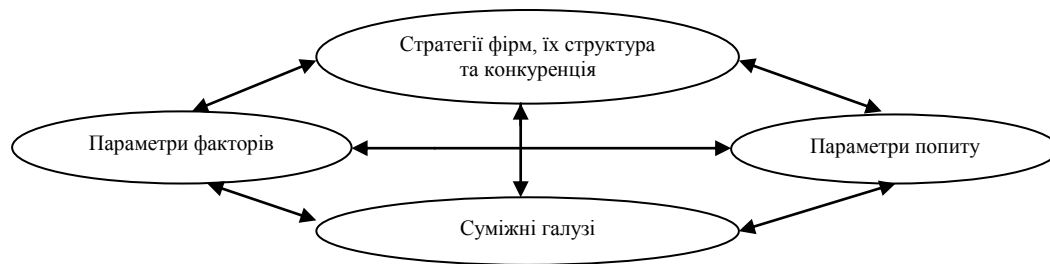 Стратегії фірм, їх структура
та конкуренція
Параметри факторів
Параметри попиту
Суміжні галузі